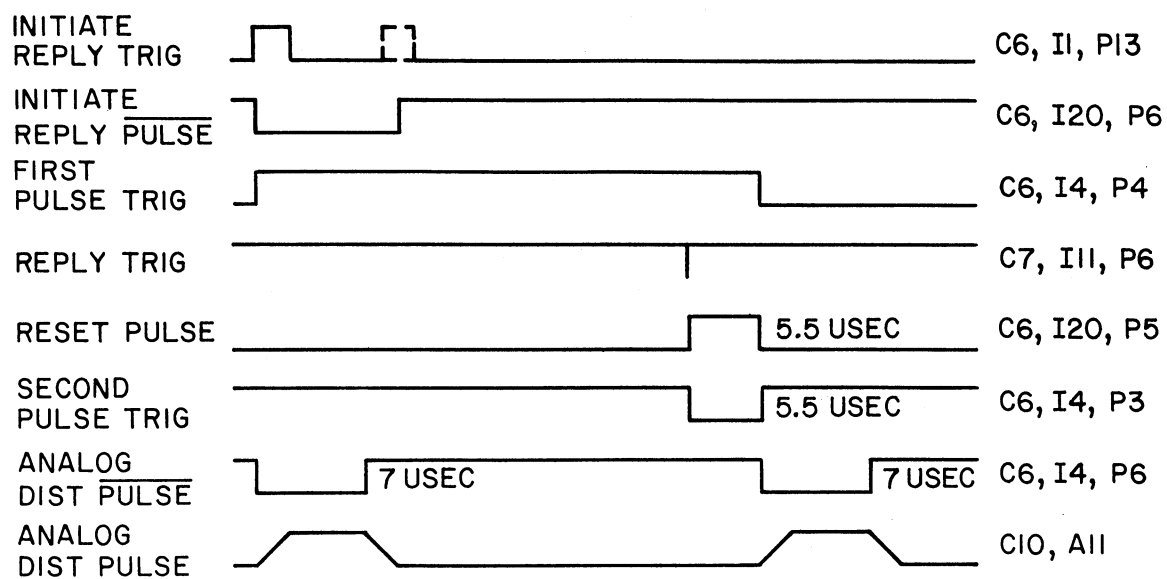 INITIATE
REPLY TRIG
C6, I1, P13
INITIATE
REPLY PULSE
C6, I20, P6
FIRST
PULSE TRIG
C6, I4, P4
REPLY TRIG
C7, I11, P6
RESET PULSE
5.5 USEC
C6, I20, P5
SECOND
PULSE TRIG
5.5 USEC
C6, I4, P3
ANALOG
DIST PULSE
7 USEC
7 USEC
C6, I4, P6
ANALOG
DIST PULSE
C10, A11